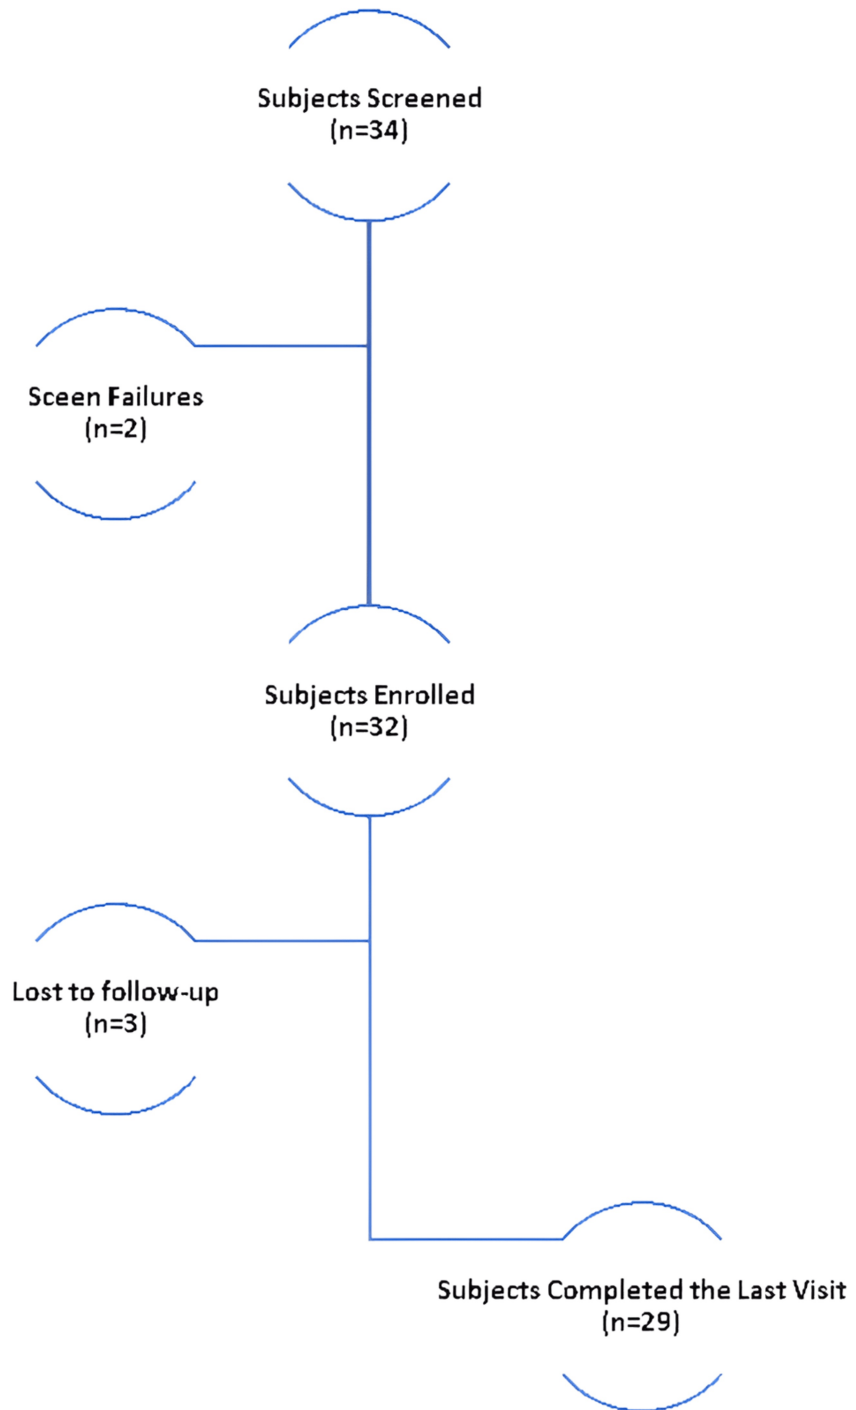 Subjects Screened
(n=34)
Sceen Failures
(n=2)
Subjects Enrolled
(n=32)
Lost to follow-up
(n=3)
Subjects Completed the Last Visit
(n=29)